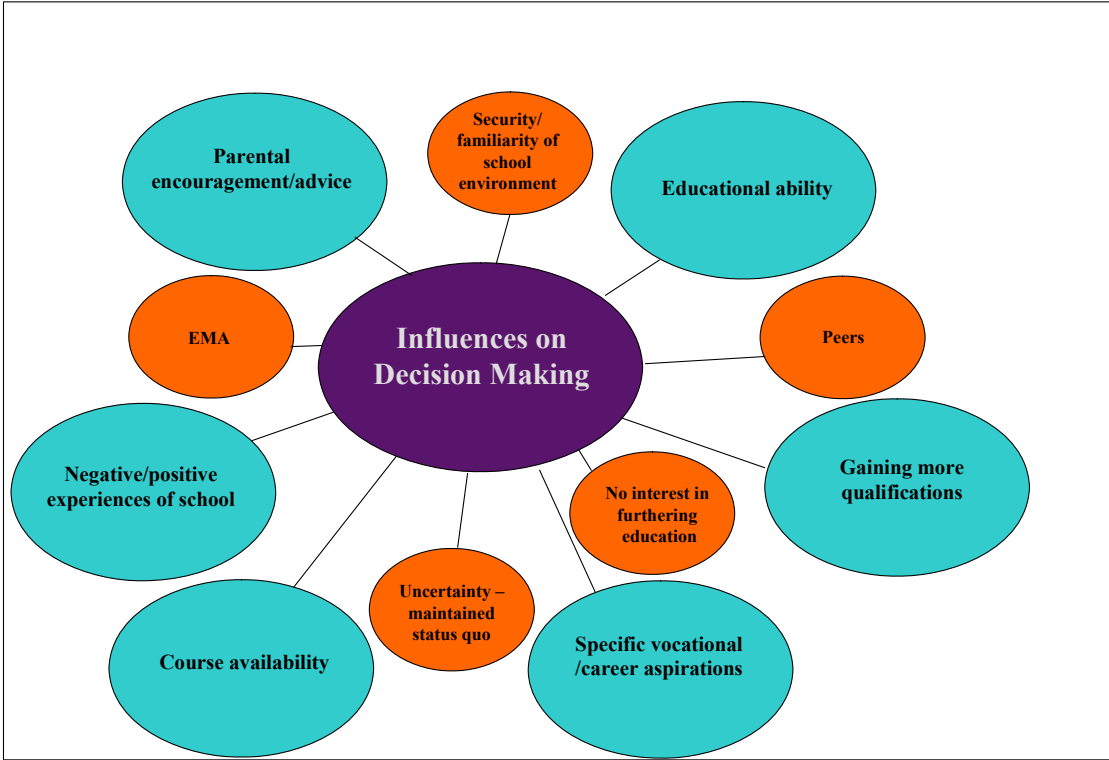 Security/
familiarity of
school
environment
Parental
encouragement/advice
Educational ability
EMA
Influences on
Decision Making
Peers
Negative/positive
experiences of school
Gaining more
qualifications
No interest in
furthering
education
Uncertainty –
maintained
status quo
Course availability
Specific vocational
/career aspirations